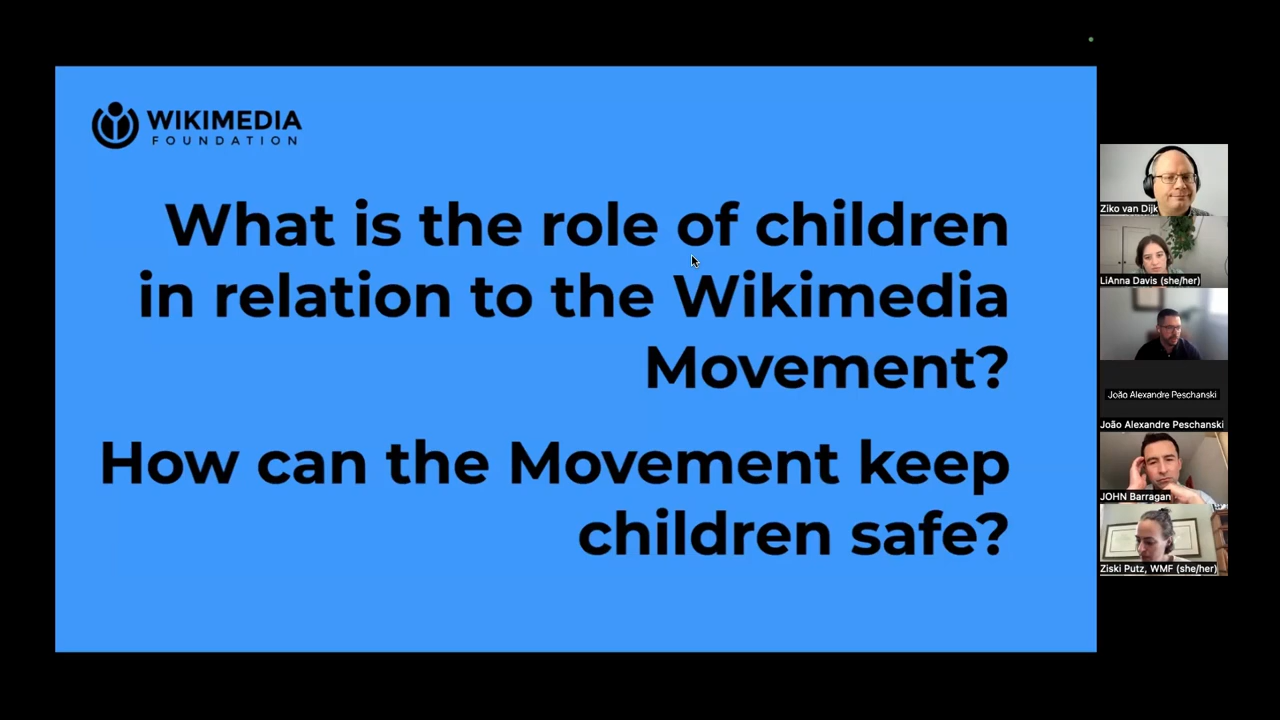 WIKIMEDIA
FOUNDATION
What is the role of children
in relation to the Wikimedia
Movement?
How can the Movement keep
children safe?
Ziko van Dijk
LiAnna Davis (she/her)
João Alexandre Peschanski
João Alexandre Peschanski
JOHN Barragan
Ziski Putz, WMF (she/her)